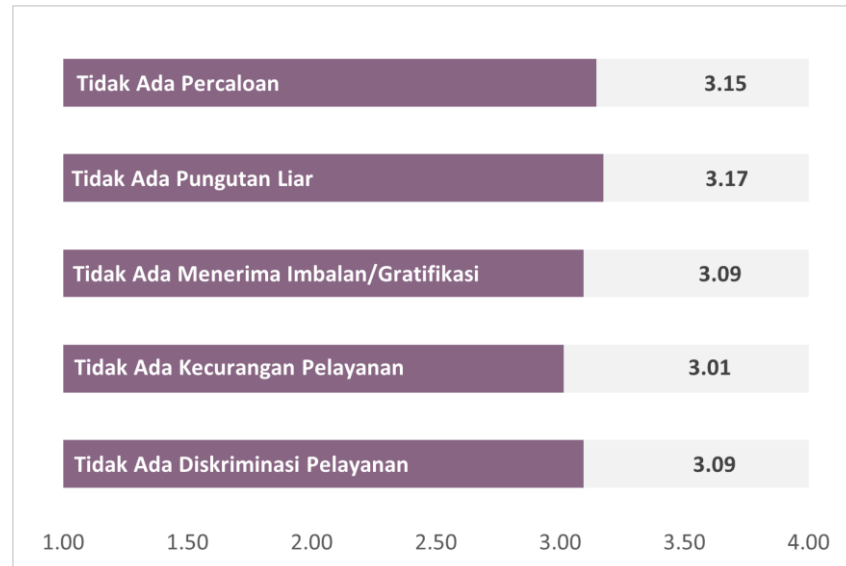 Tidak Ada Percaloan 3.15
Tidak Ada Pungutan Liar 3.17
Tidak Ada Menerima Imbalan/Gratifikasi 3.09
Tidak Ada Kecurangan Pelayanan 3.01
Tidak Ada Diskriminasi Pelayanan 3.09
1.00 1.50 2.00 2.50 3.00 3.50 4.00